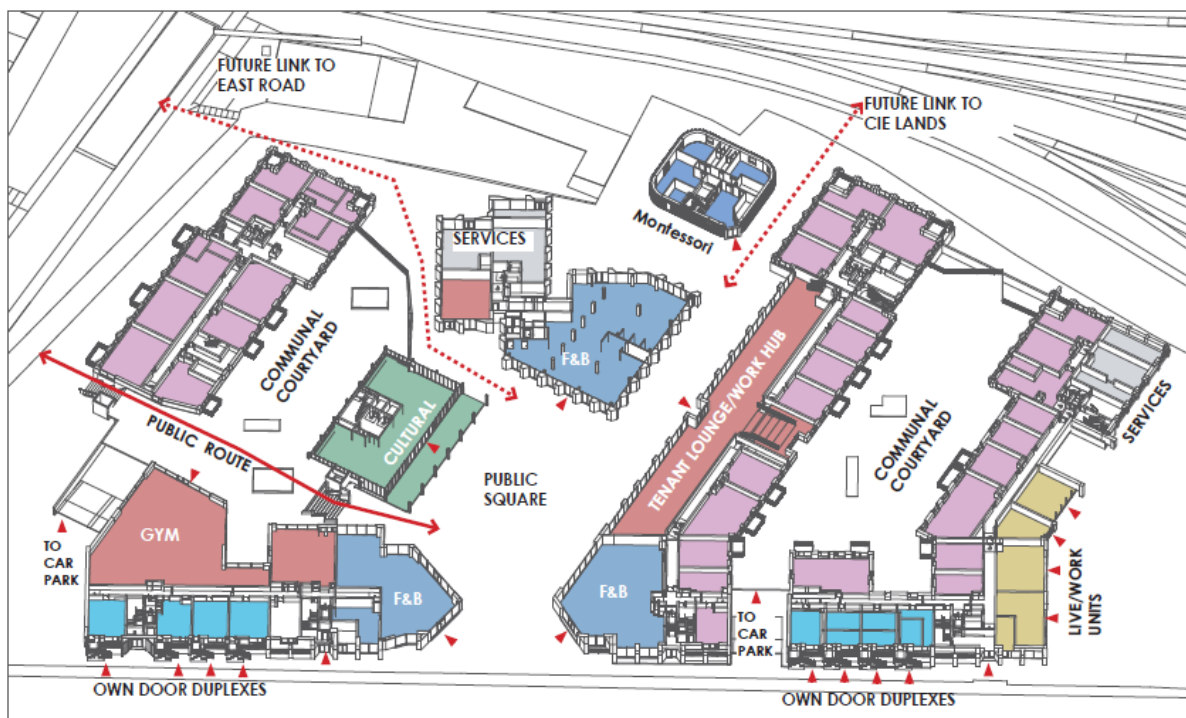 FUTURE LINK TO
EAST ROAD
FUTURE LINK TO
CIE LANDS
Montessori
SERVICES
F&B
COMMUNAL
COURTYARD
CULTURAL
PUBLIC ROUTE
PUBLIC
SQUARE
TENANT LOUNGE/WORK HUB
COMMUNAL
COURTYARD
SERVICES
GYM
TO
CAR
PARK
F&B
F&B
TO
CAR
PARK
LIVE/WORK
UNITS
OWN DOOR DUPLEXES
OWN DOOR DUPLEXES